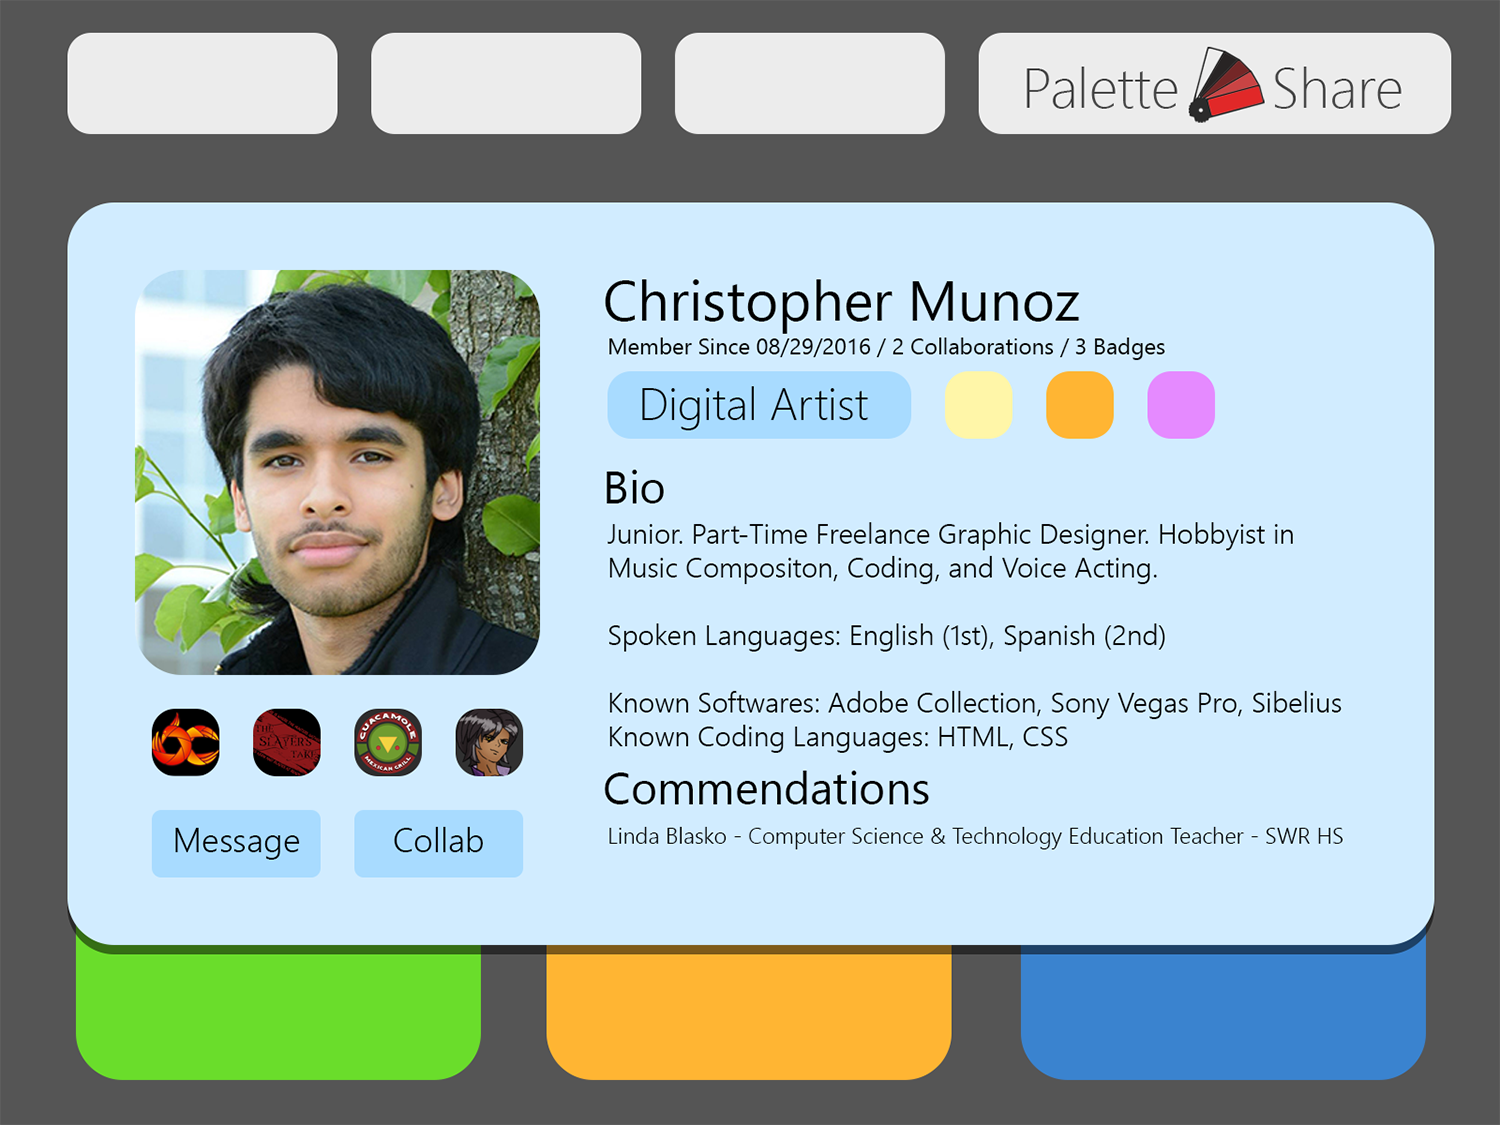 Palette Share
Christopher Munoz
Member Since 08/29/2016 / 2 Collaborations / 3 Badges
Digital Artist
Bio
Junior. Part-Time Freelance Graphic Designer. Hobbyist in
Music Compositon, Coding, and Voice Acting.
Spoken Languages: English (1st), Spanish (2nd)
Known Softwares: Adobe Collection, Sony Vegas Pro, Sibelius
Known Coding Languages: HTML, CSS
Commendations
Linda Blasko - Computer Science & Technology Education Teacher - SWR HS
THE
SLAYER'S
TAKE
GUACAMOLE
MEXICAN GRILL
Message
Collab